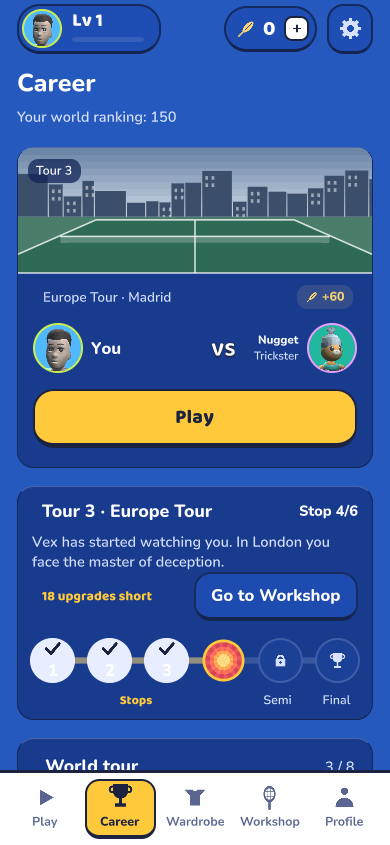 Lv 1
0
+
Career
Your world ranking: 150
Tour 3
Europe Tour · Madrid
+60
You
VS
Nugget
Trickster
Play
Tour 3 · Europe Tour
Stop 4/6
Vex has started watching you. In London you
face the master of deception.
18 upgrades short
Go to Workshop
1
2
3
Stops
Semi
Final
World tour
3 / 8
Play
Career
Wardrobe
Workshop
Profile